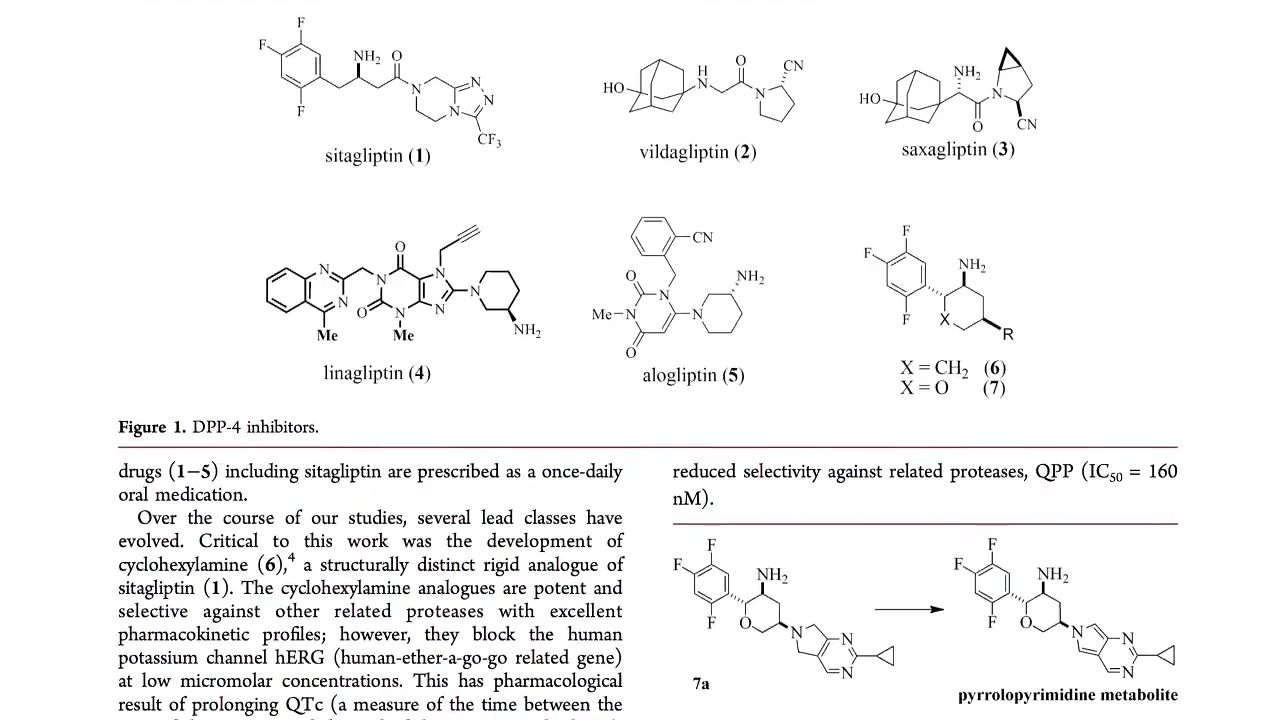 F
F
NH₂ O
N
N
N
N
F
CF₃
sitagliptin (1)
HO
H
N
O
N
CN
vildagliptin (2)
HO
NH₂
O
N
CN
saxagliptin (3)
N
N
Me
O
N
O
N
Me
N
N
N
NH₂
linagliptin (4)
CN
O
N
Me
N
O
N
NH₂
alogliptin (5)
F
F
NH₂
F
X
R
X = CH₂ (6)
X = O (7)
Figure 1. DPP-4 inhibitors.
drugs (1−5) including sitagliptin are prescribed as a once-daily
oral medication.
Over the course of our studies, several lead classes have
evolved. Critical to this work was the development of
cyclohexylamine (6),⁴ a structurally distinct rigid analogue of
sitagliptin (1). The cyclohexylamine analogues are potent and
selective against other related proteases with excellent
pharmacokinetic profiles; however, they block the human
potassium channel hERG (human-ether-a-go-go related gene)
at low micromolar concentrations. This has pharmacological
result of prolonging QTc (a measure of the time between the
reduced selectivity against related proteases, QPP (IC₅₀ = 160
nM).
F
F
NH₂
F
O
N
N
N
7a
F
F
NH₂
F
O
N
N
N
pyrrolopyrimidine metabolite